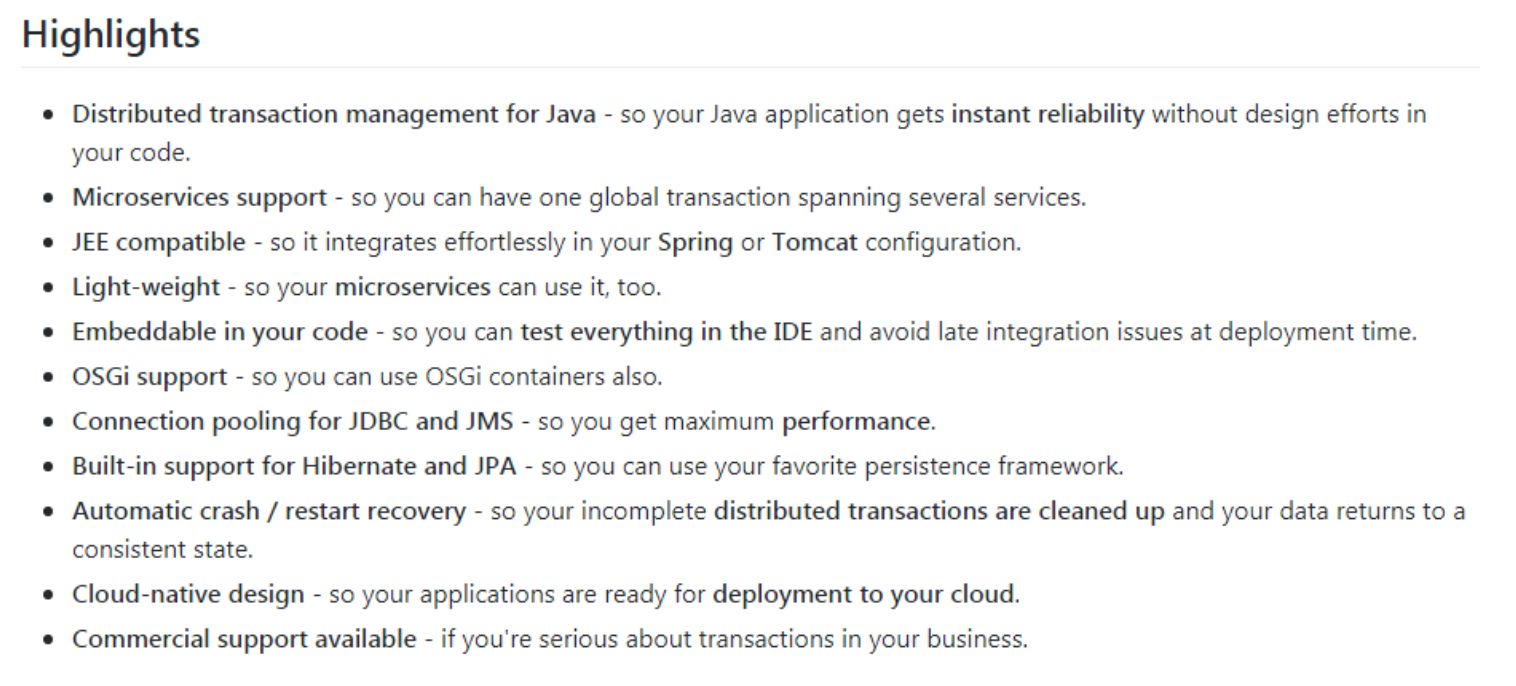 Highlights
• Distributed transaction management for Java - so your Java application gets instant reliability without design efforts in
your code.
• Microservices support - so you can have one global transaction spanning several services.
• JEE compatible - so it integrates effortlessly in your Spring or Tomcat configuration.
• Light-weight - so your microservices can use it, too.
• Embeddable in your code - so you can test everything in the IDE and avoid late integration issues at deployment time.
• OSGi support - so you can use OSGi containers also.
• Connection pooling for JDBC and JMS - so you get maximum performance.
• Built-in support for Hibernate and JPA - so you can use your favorite persistence framework.
• Automatic crash / restart recovery - so your incomplete distributed transactions are cleaned up and your data returns to a
consistent state.
• Cloud-native design - so your applications are ready for deployment to your cloud.
• Commercial support available - if you're serious about transactions in your business.